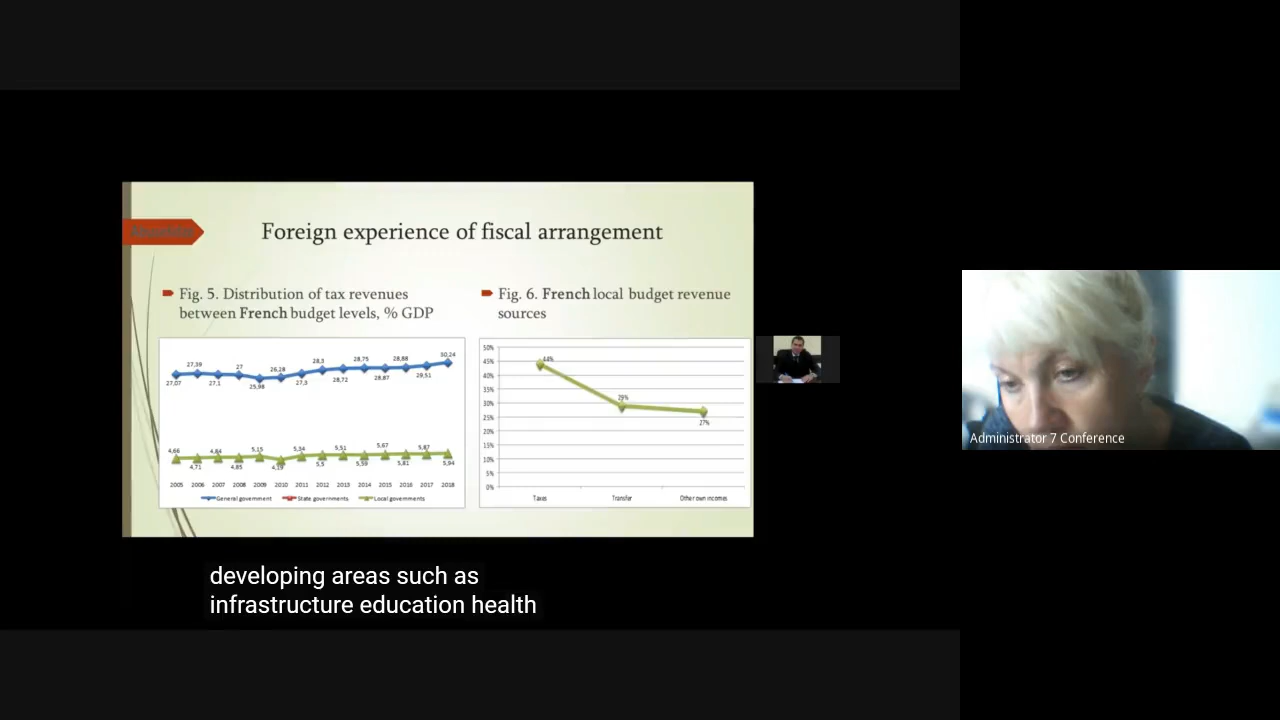 Foreign experience of fiscal arrangement
Fig. 5. Distribution of tax revenues
between French budget levels, % GDP
27,07 27,39 27,1 27 25,98 26,28 27,3 28,3 28,72 28,75 28,87 28,88 29,51 30,24
4,66 4,71 4,84 4,85 5,15 4,19 5,34 5,5 5,51 5,59 5,67 5,81 5,87 5,94
2005 2006 2007 2008 2009 2010 2011 2012 2013 2014 2015 2016 2017 2018
General government State governments Local governments
Fig. 6. French local budget revenue
sources
50%
45%
40%
35%
30%
25%
20%
15%
10%
5%
0%
44%
29%
27%
Taxes Transfer Other own incomes
Administrator 7 Conference
developing areas such as
infrastructure education health